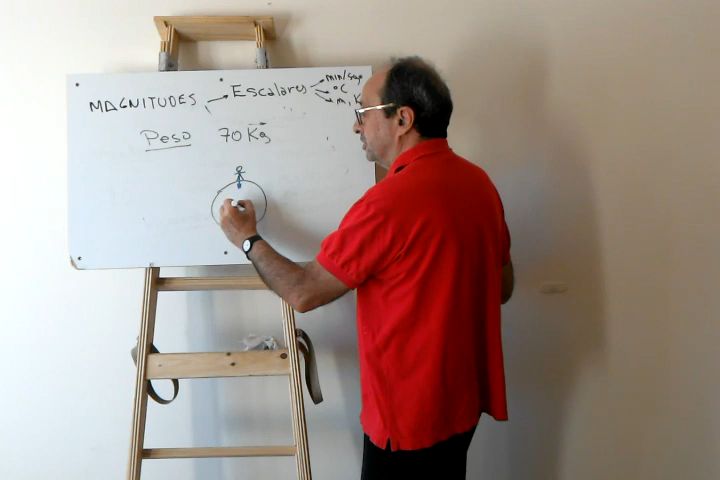 MAGNITUDES → Escalares → min/seg
→ °C
→ m, K
Peso 70 Kg